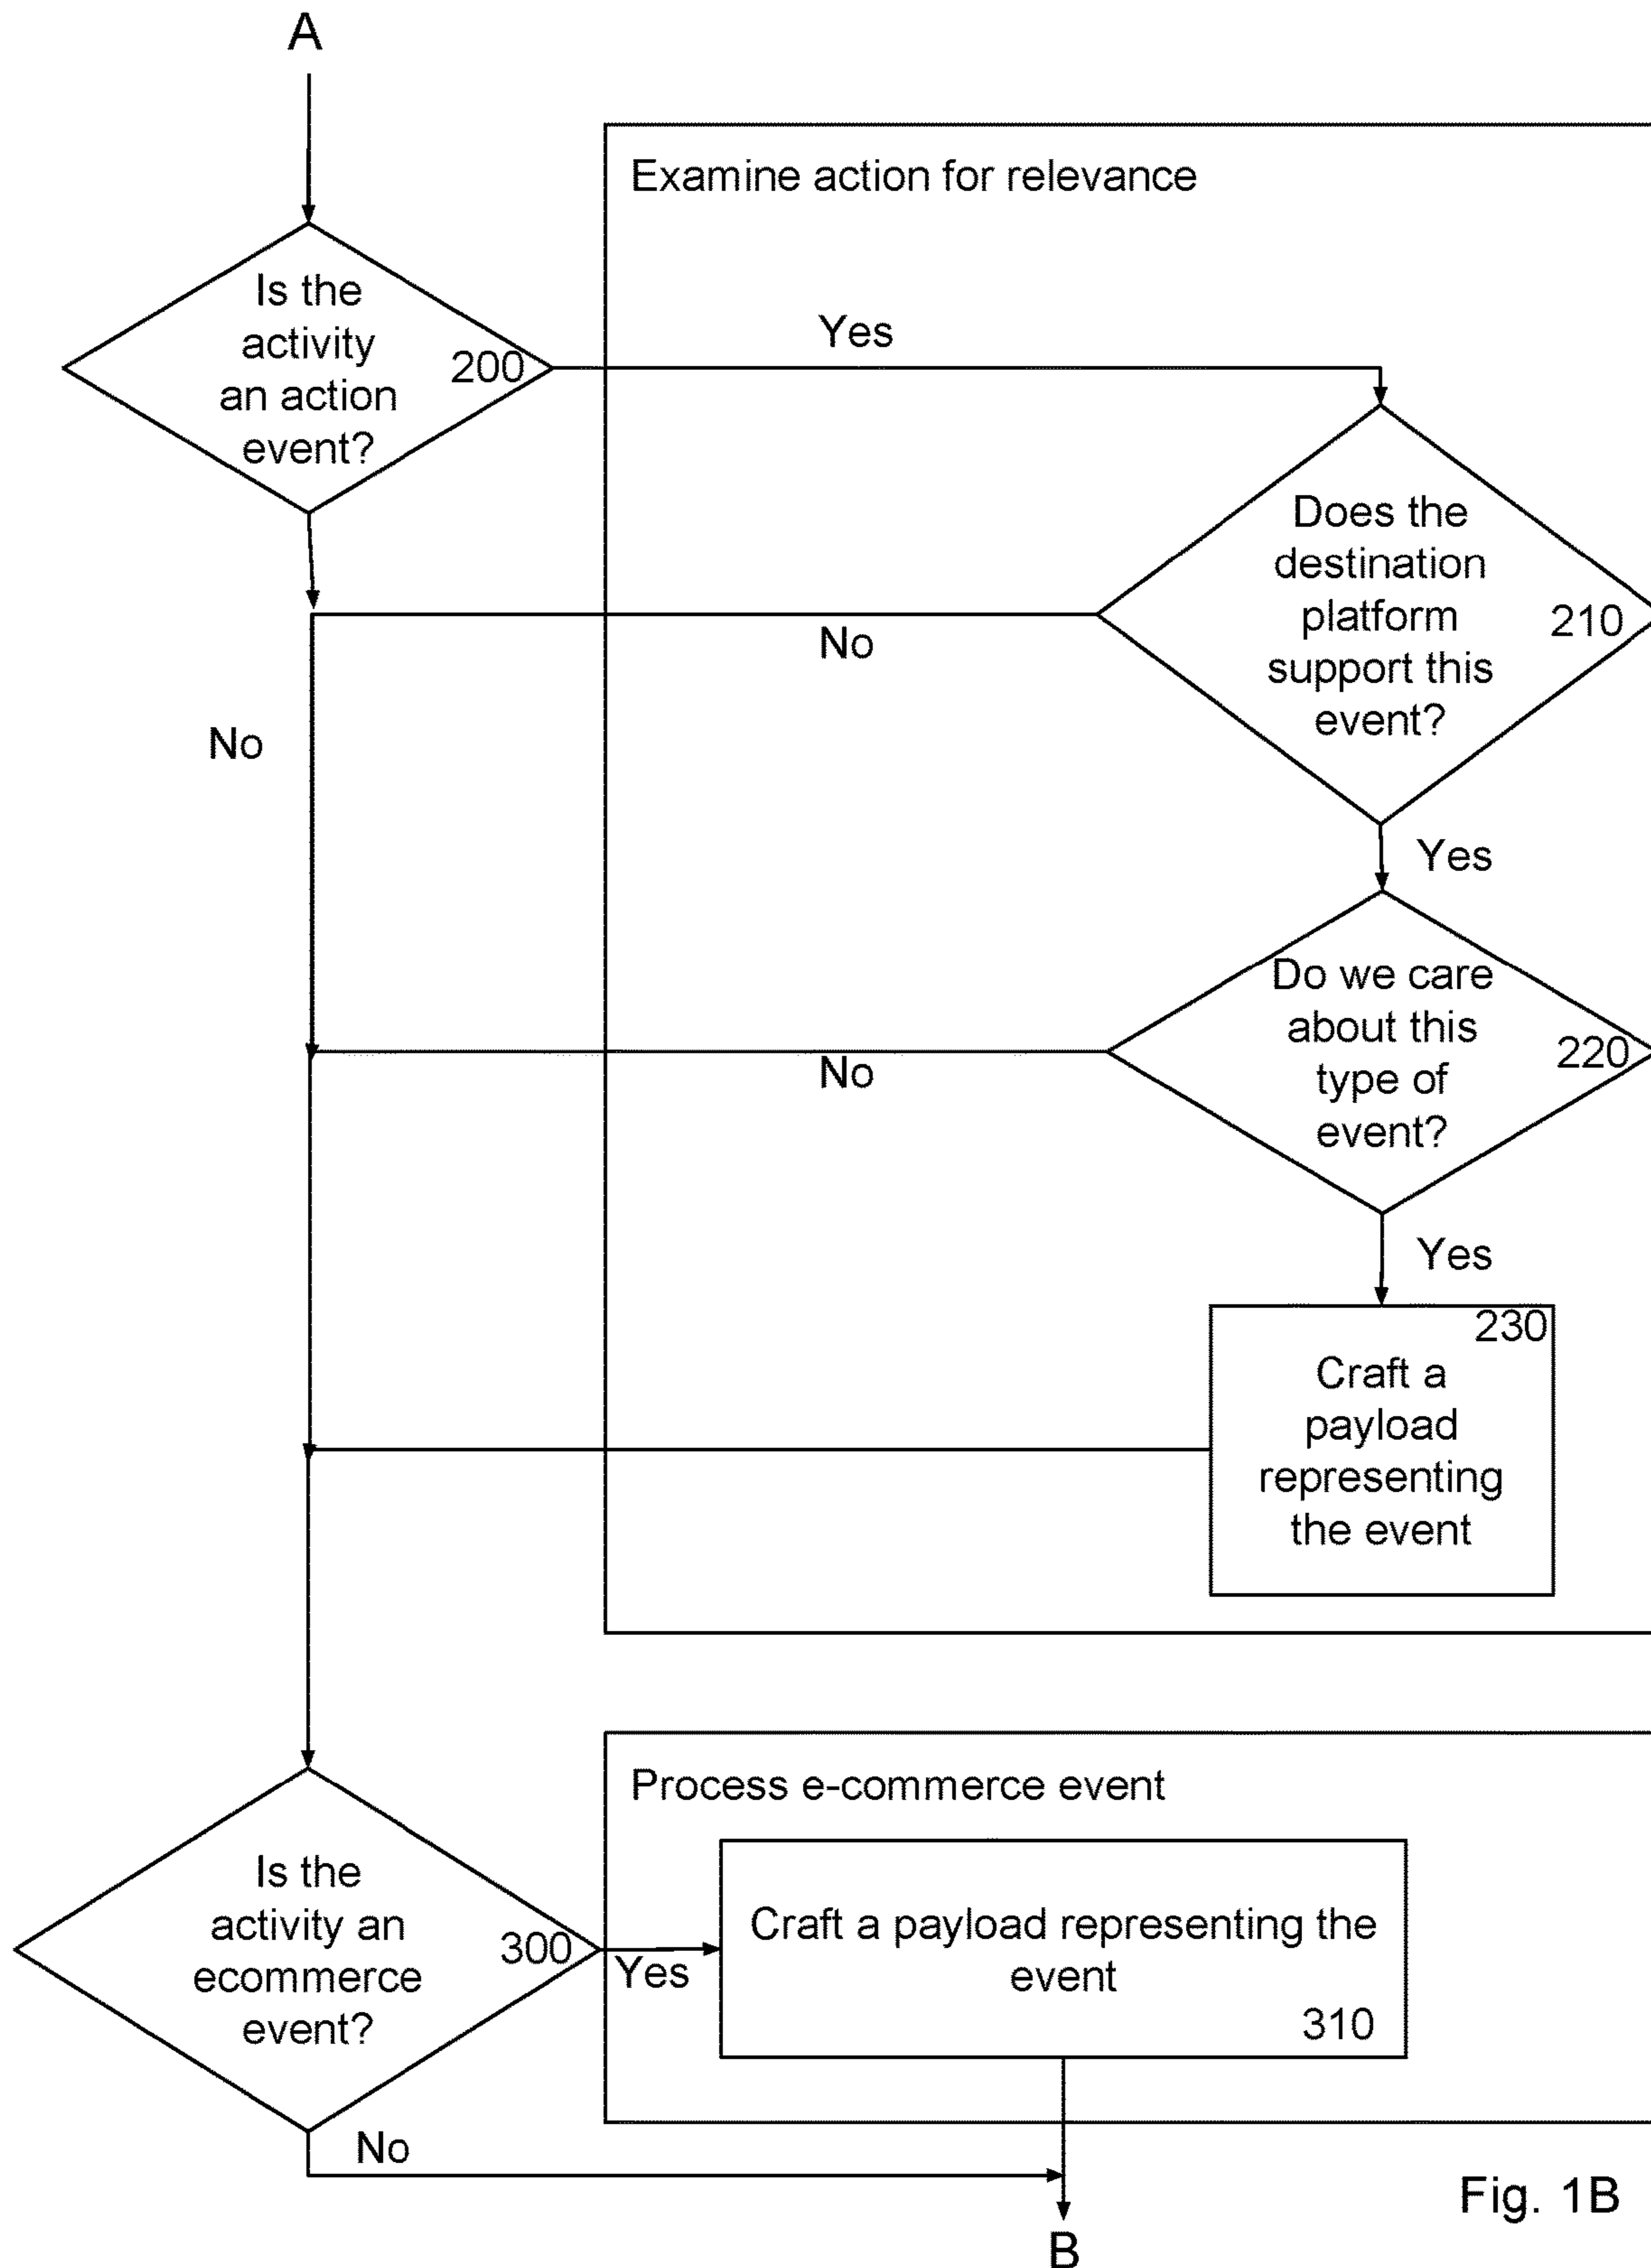 A
Examine action for relevance
Is the
activity
an action
event?
200
Yes
Does the
destination
platform
support this
event?
210
No
No
Yes
Do we care
about this
type of
event?
220
No
Yes
230
Craft a
payload
representing
the event
Process e-commerce event
Is the
activity an
ecommerce
event?
300
Yes
Craft a payload representing the
event
310
No
B
Fig. 1B